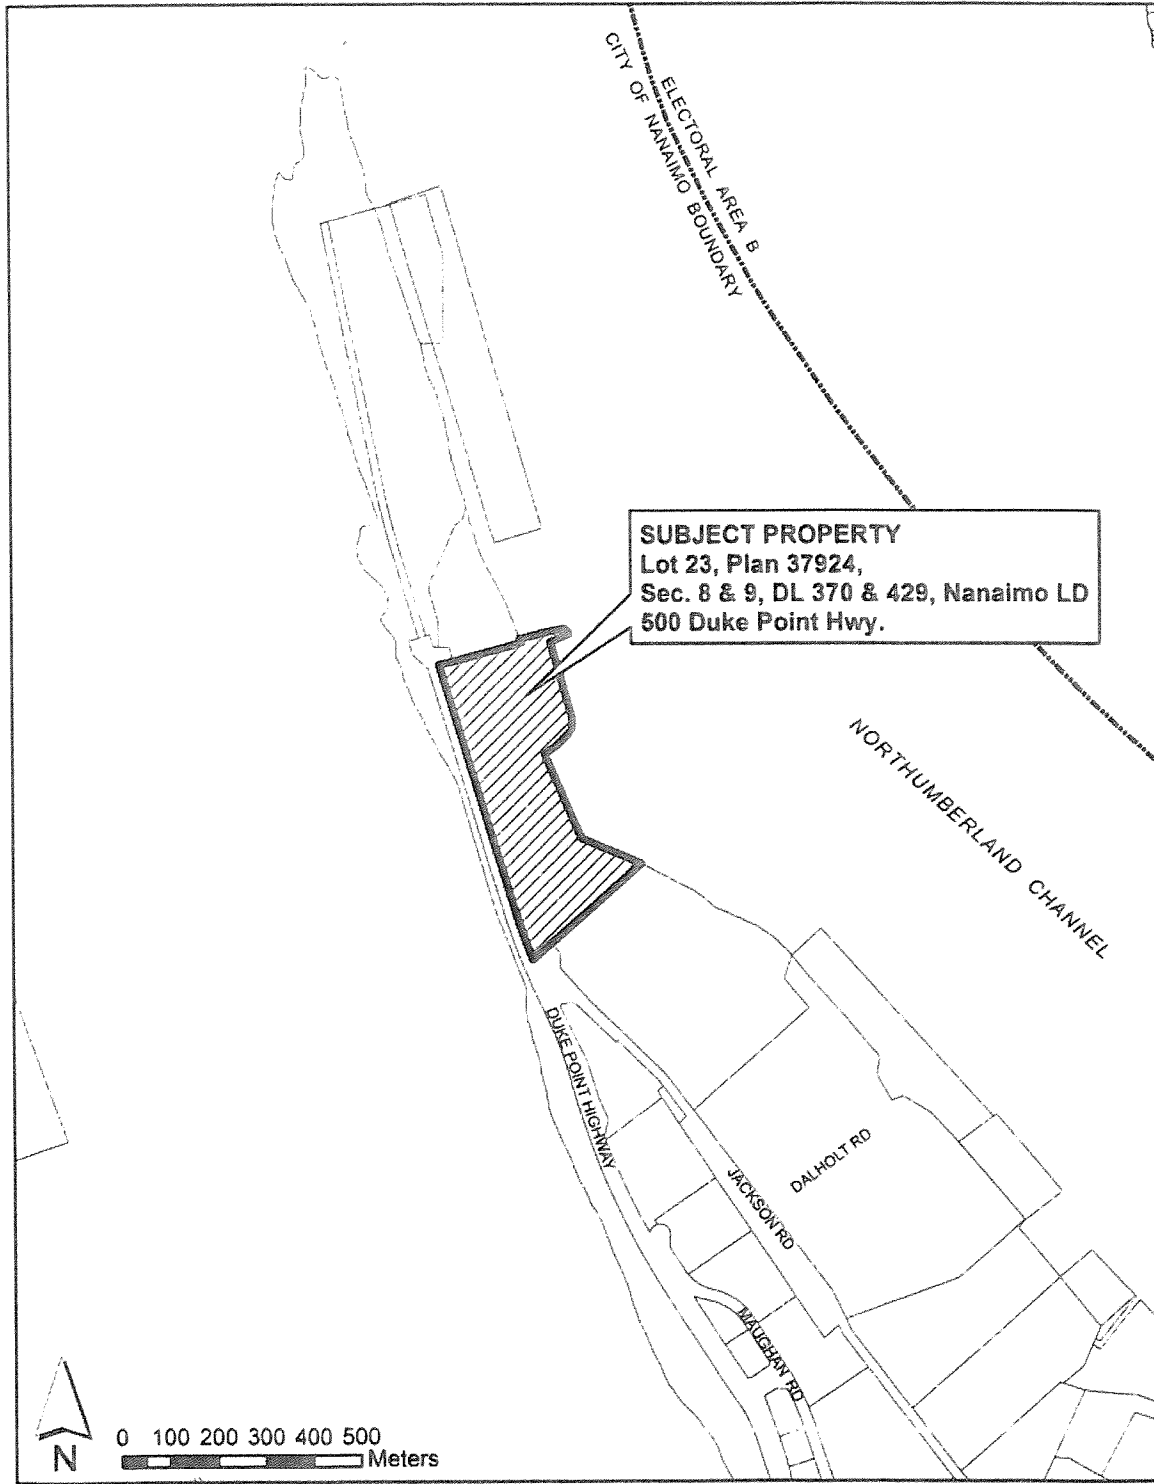 ELECTORAL AREA B
CITY OF NANAIMO BOUNDARY
SUBJECT PROPERTY
Lot 23, Plan 37924,
Sec. 8 & 9, DL 370 & 429, Nanaimo LD
500 Duke Point Hwy.
NORTHUMBERLAND CHANNEL
DUKE POINT HIGHWAY
DALHOLT RD
JACKSON RD
MAUGHAN RD
N
0 100 200 300 400 500
Meters